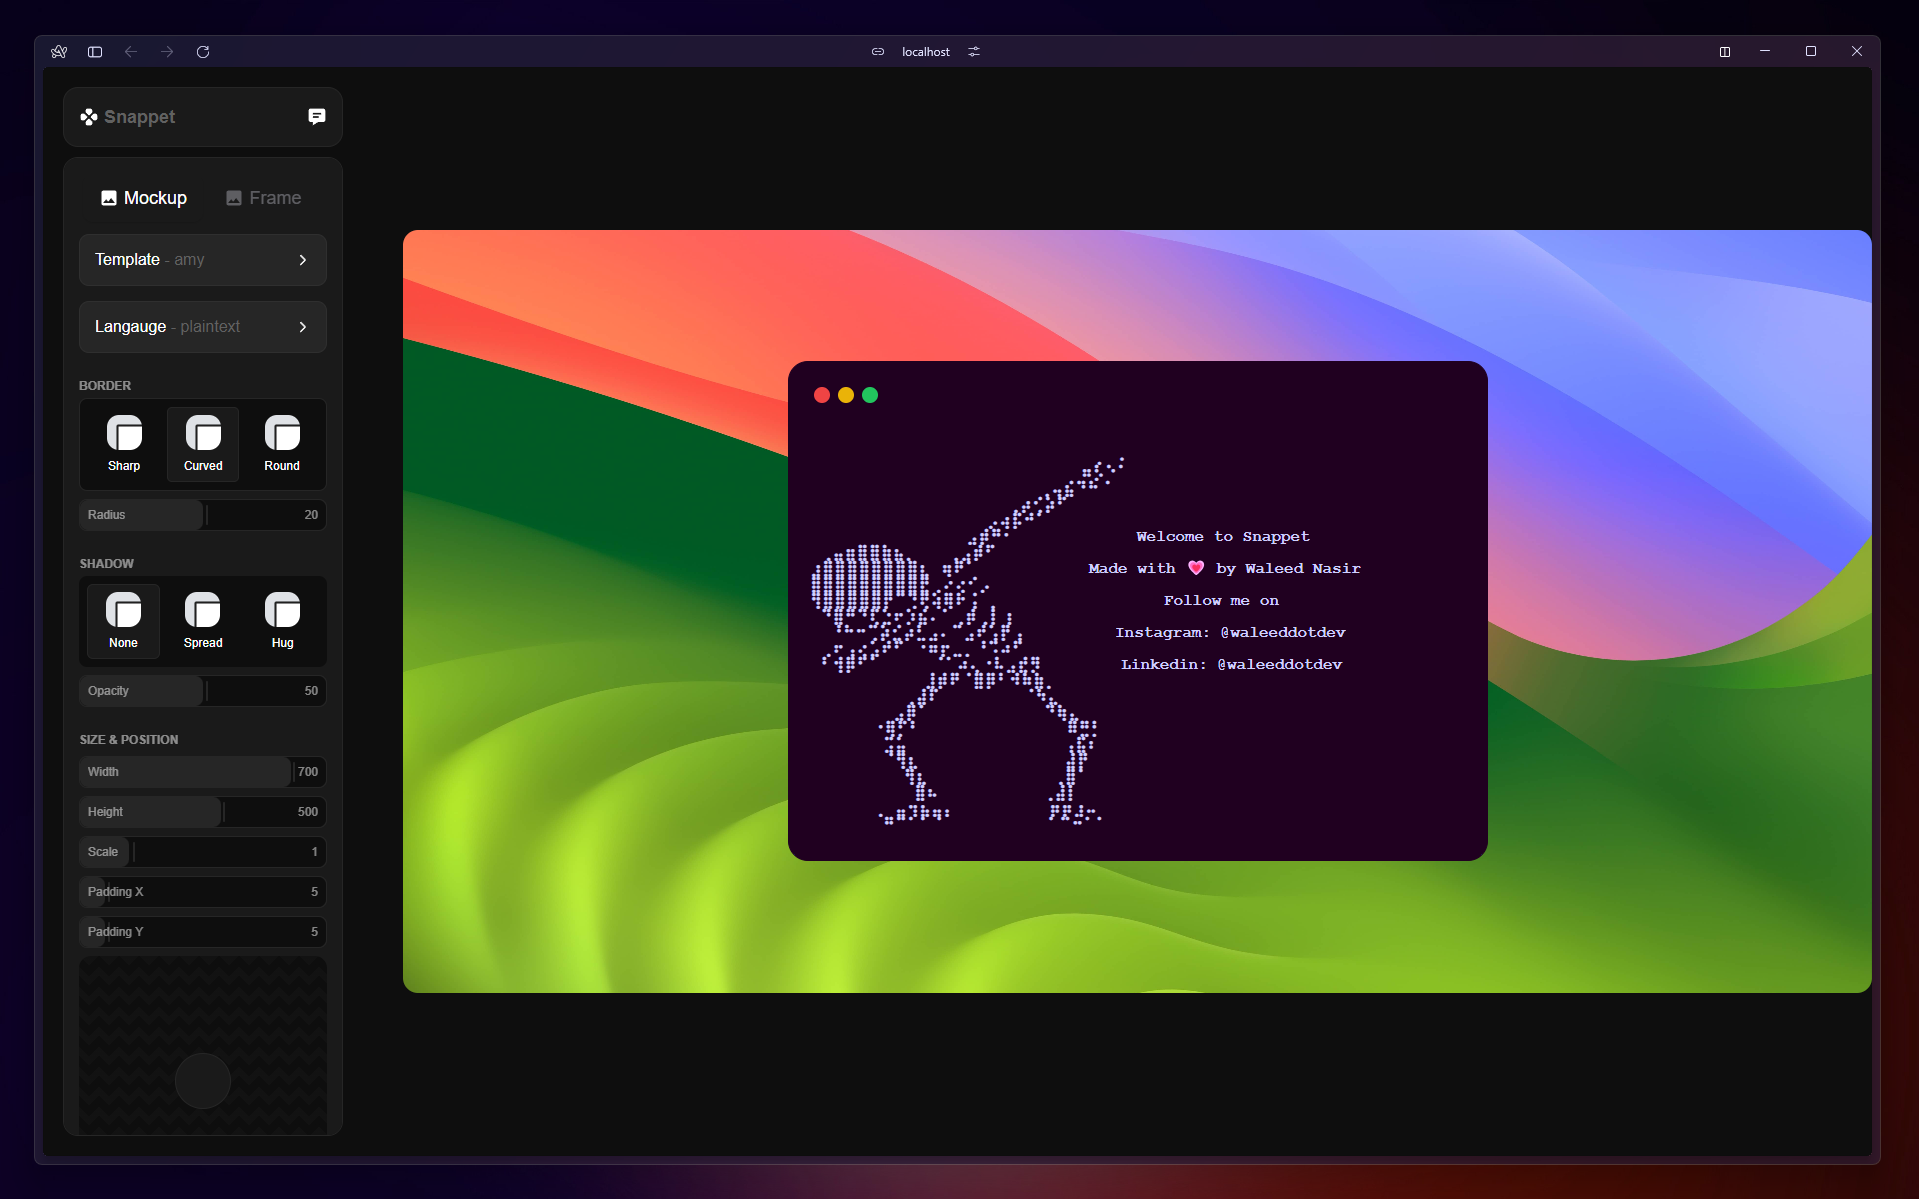 localhost
Snappet
Mockup
Frame
Template - amy
Langauge - plaintext
BORDER
Sharp
Curved
Round
Radius 20
SHADOW
None
Spread
Hug
Opacity 50
SIZE & POSITION
Width 700
Height 500
Scale 1
Padding X 5
Padding Y 5
Welcome to Snappet
Made with 💗 by Waleed Nasir
Follow me on
Instagram: @waleeddotdev
Linkedin: @waleeddotdev